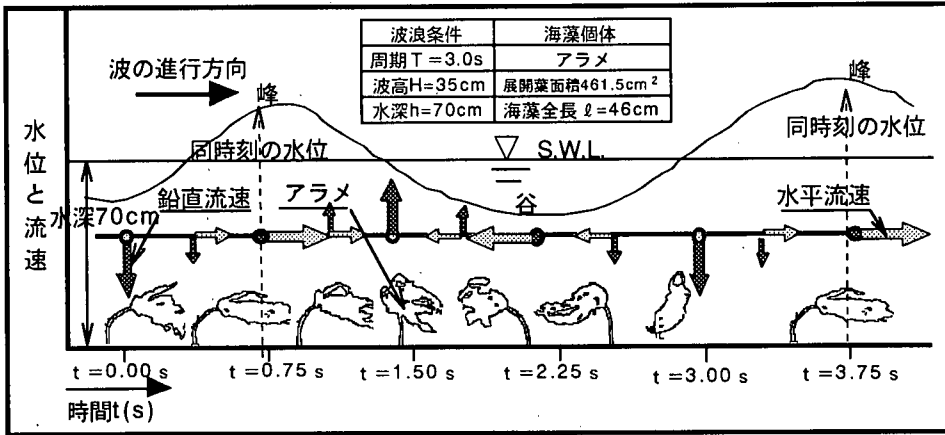 波浪条件 海藻個体
周期T=3.0s アラメ
波高H=35cm 展開葉面積461.5cm²
水深h=70cm 海藻全長 ℓ=46cm
波の進行方向
峰
峰
同時刻の水位
同時刻の水位
S.W.L.
谷
水位と流速
水深70cm
鉛直流速
アラメ
水平流速
t=0.00 s t=0.75 s t=1.50 s t=2.25 s t=3.00 s t=3.75 s
時間t(s)